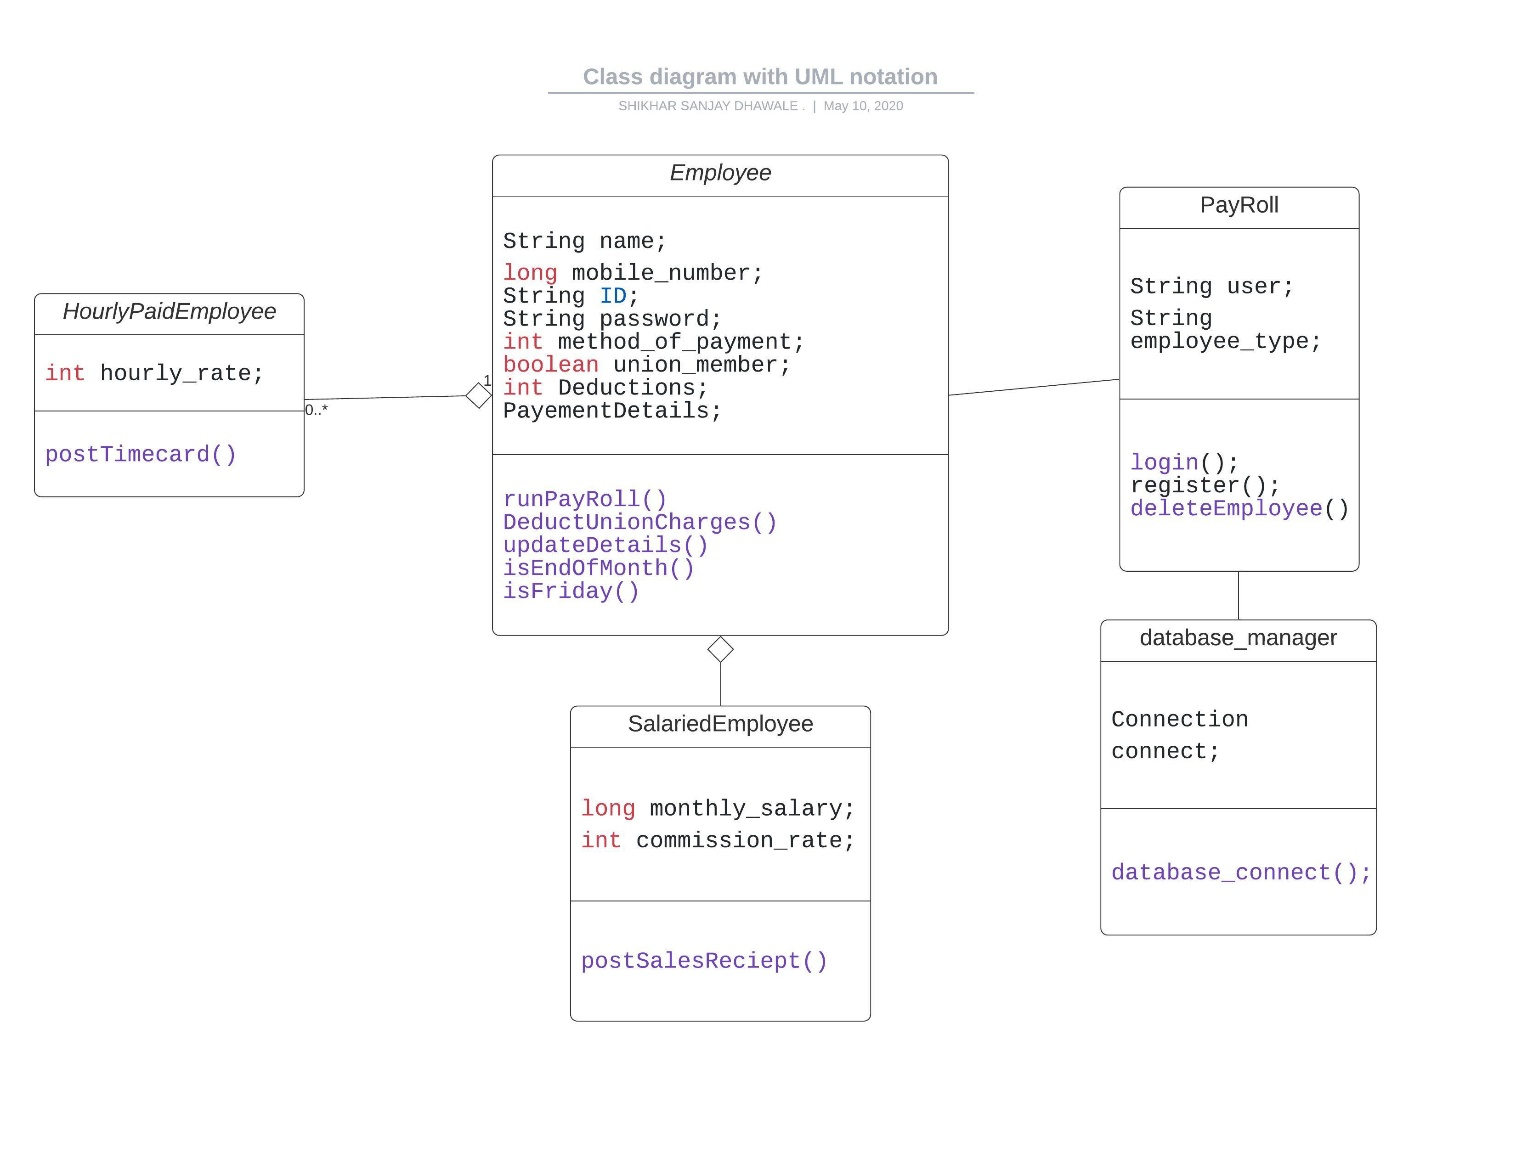 Class diagram with UML notation
SHIKHAR SANJAY DHAWALE . | May 10, 2020
Employee
String name;
long mobile_number;
String ID;
String password;
int method_of_payment;
boolean union_member;
int Deductions;
PayementDetails;
runPayRoll()
DeductUnionCharges()
updateDetails()
isEndOfMonth()
isFriday()
HourlyPaidEmployee
int hourly_rate;
postTimecard()
0..*
1
PayRoll
String user;
String
employee_type;
login();
register();
deleteEmployee()
SalariedEmployee
long monthly_salary;
int commission_rate;
postSalesReciept()
database_manager
Connection
connect;
database_connect();